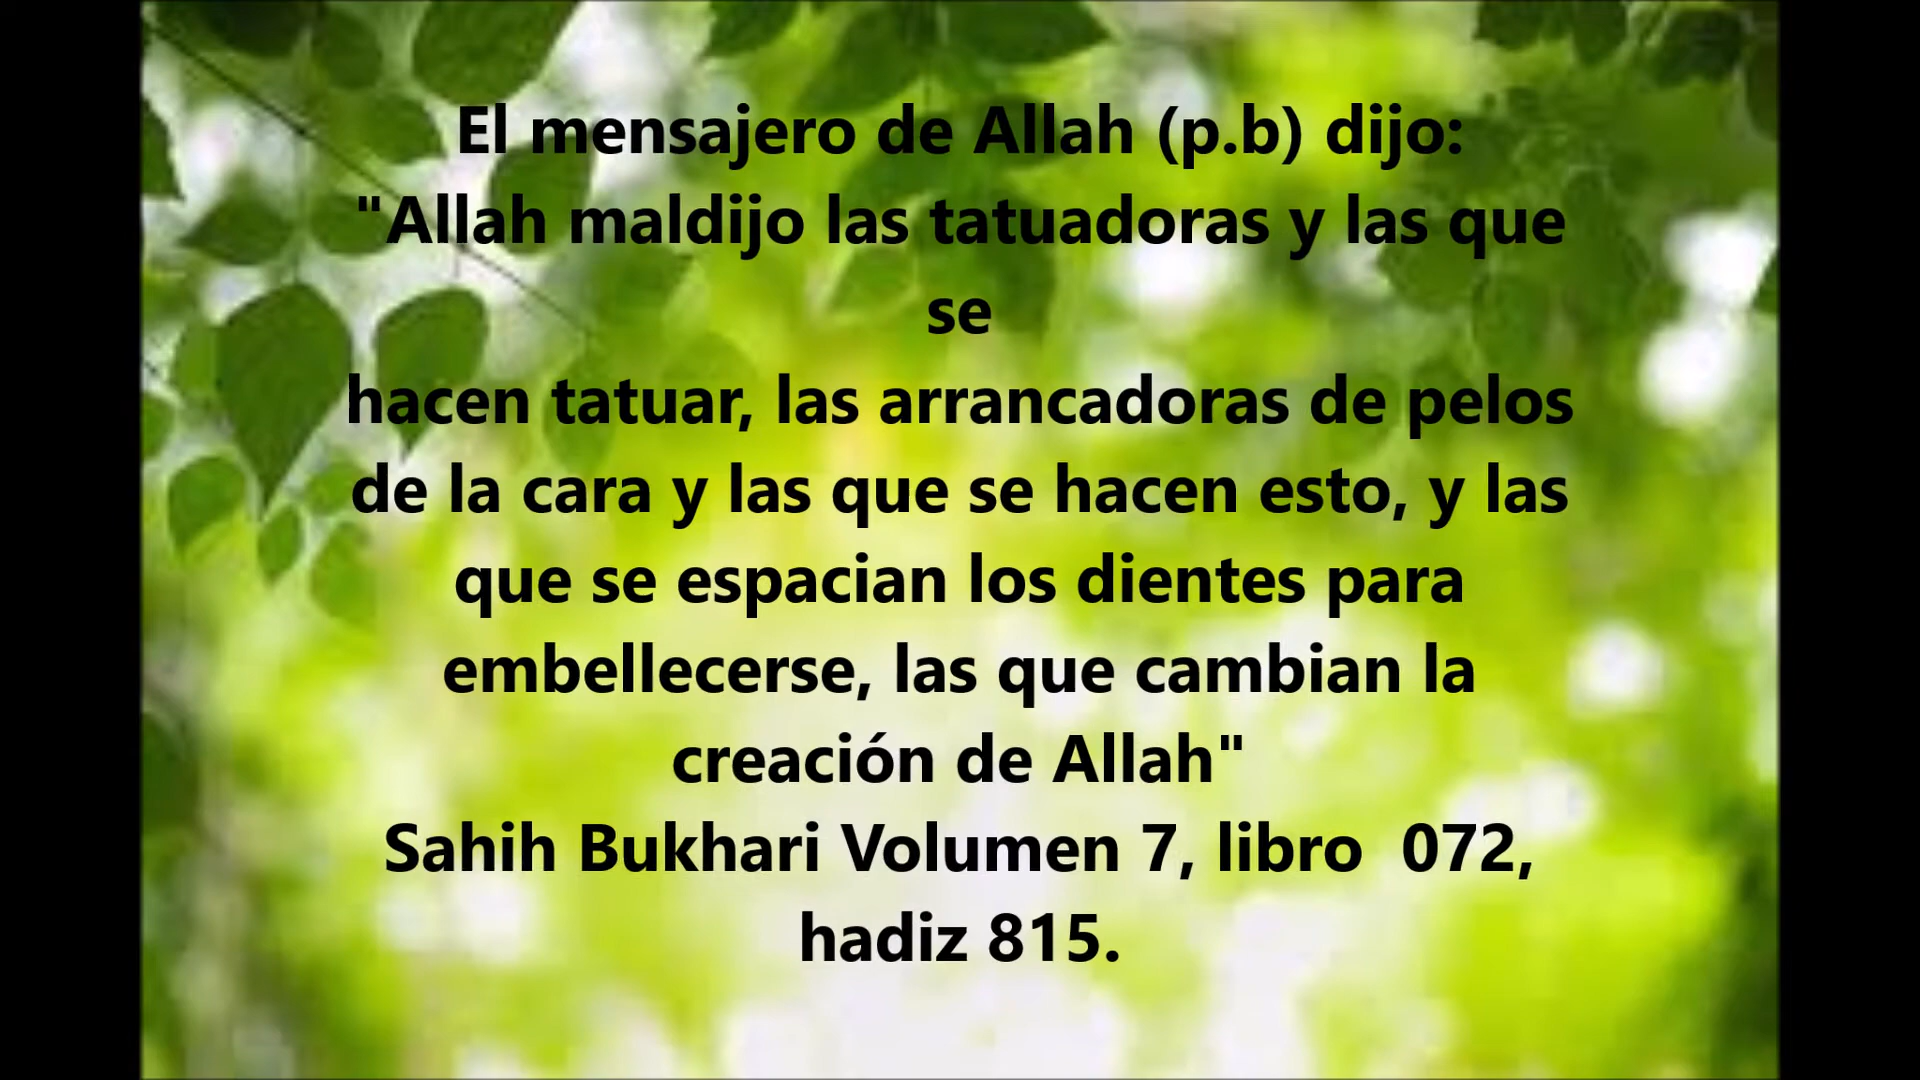 El mensajero de Allah (p.b) dijo:
"Allah maldijo las tatuadoras y las que
se
hacen tatuar, las arrancadoras de pelos
de la cara y las que se hacen esto, y las
que se espacian los dientes para
embellecerse, las que cambian la
creación de Allah"
Sahih Bukhari Volumen 7, libro  072,
hadiz 815.